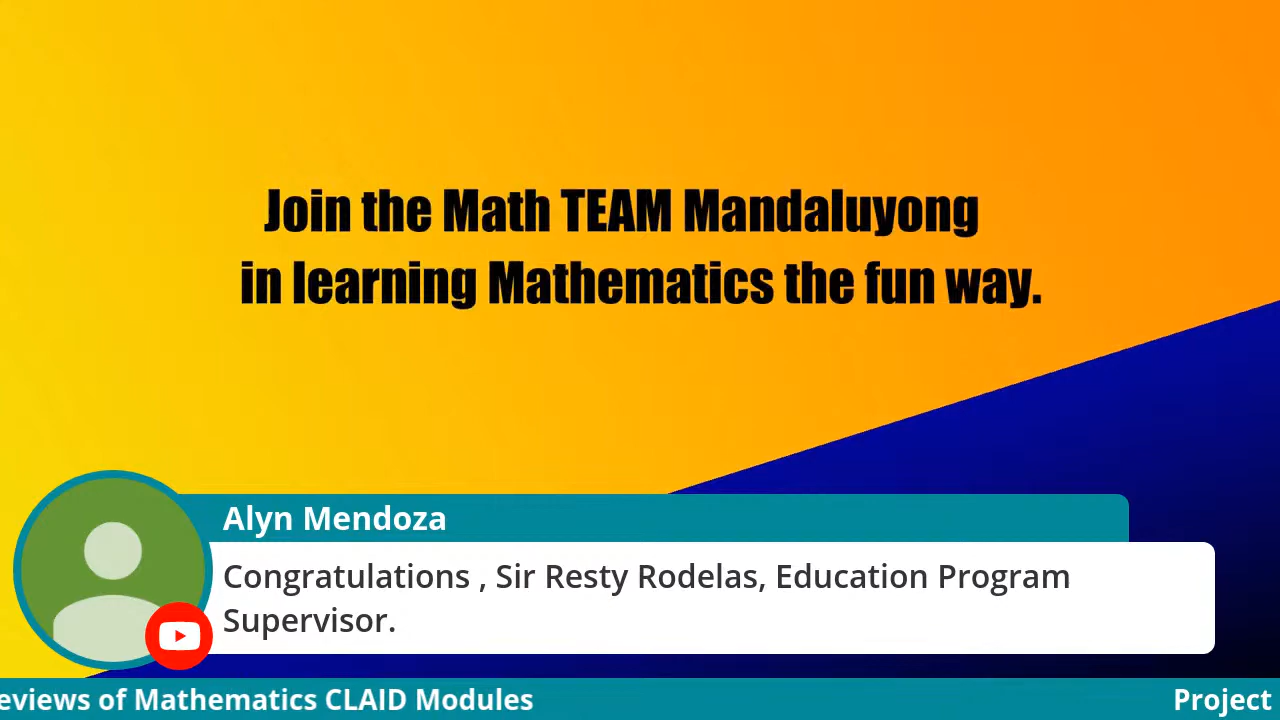 Join the Math TEAM Mandaluyong
in learning Mathematics the fun way.
Alyn Mendoza
Congratulations , Sir Resty Rodelas, Education Program
Supervisor.
eviews of Mathematics CLAID Modules
Project